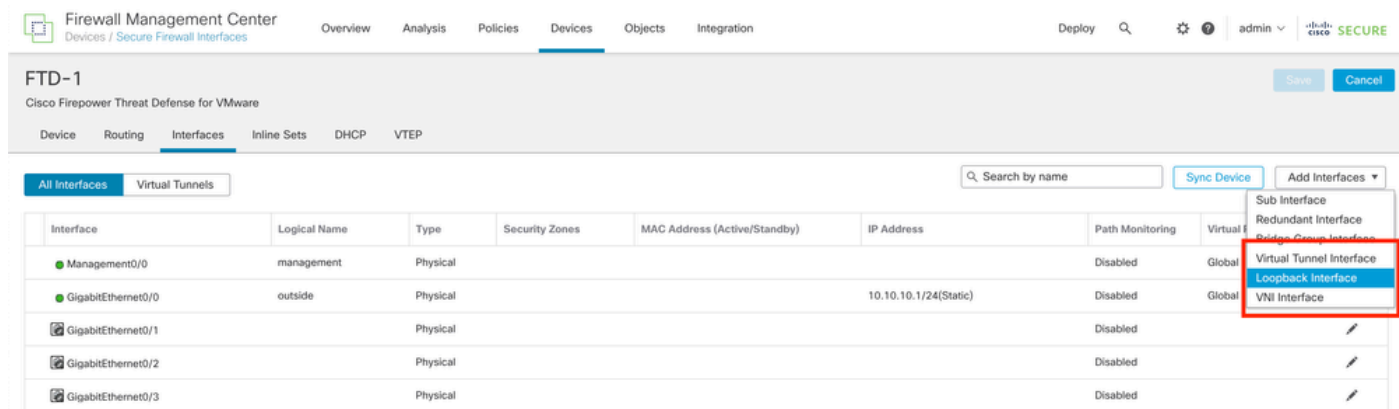 Firewall Management Center
Devices / Secure Firewall Interfaces
Overview Analysis Policies Devices Objects Integration Deploy admin cisco SECURE
FTD-1
Save Cancel
Cisco Firepower Threat Defense for VMware
Device Routing Interfaces Inline Sets DHCP VTEP
All Interfaces Virtual Tunnels Search by name Sync Device Add Interfaces
Sub Interface
Redundant Interface
Bridge Group Interface
Virtual Tunnel Interface
Loopback Interface
VNI Interface
Interface Logical Name Type Security Zones MAC Address (Active/Standby) IP Address Path Monitoring Virtual
Management0/0 management Physical Disabled Global
GigabitEthernet0/0 outside Physical 10.10.10.1/24(Static) Disabled Global
GigabitEthernet0/1 Physical Disabled
GigabitEthernet0/2 Physical Disabled
GigabitEthernet0/3 Physical Disabled